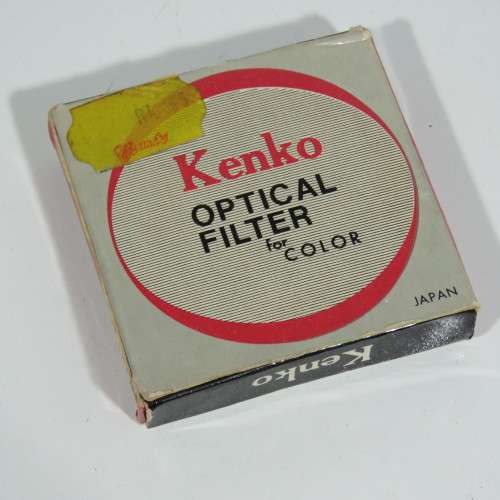 Kenko
OPTICAL
FILTER
for COLOR
JAPAN
Kenko